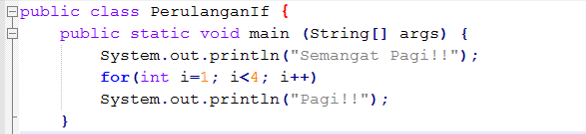 public class PerulanganIf {
    public static void main (String[] args) {
        System.out.println("Semangat Pagi!!");
        for(int i=1; i<4; i++)
        System.out.println("Pagi!!");
    }